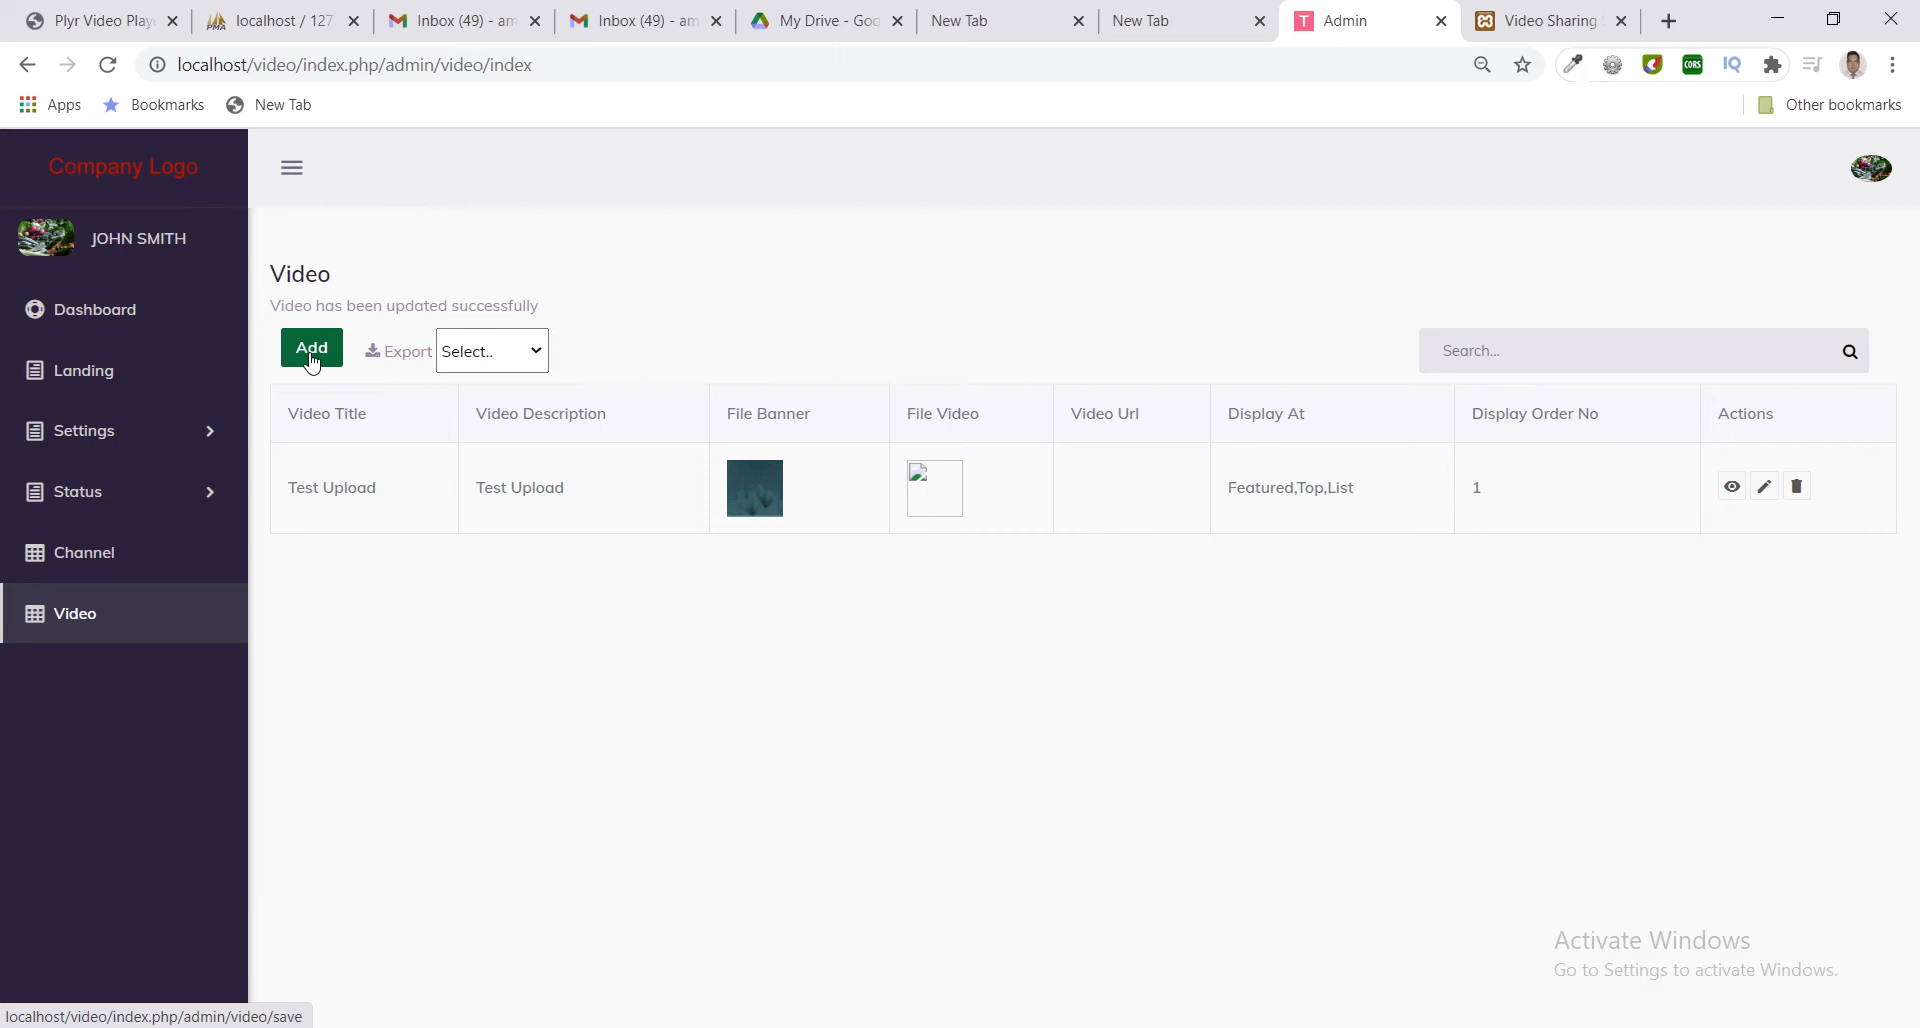 Plyr Video Playe
localhost / 127.
Inbox (49) - am
Inbox (49) - am
My Drive - Goo
New Tab
New Tab
Admin
Video Sharing S
localhost/video/index.php/admin/video/index
CORS
IQ
Apps
Bookmarks
New Tab
Other bookmarks
Company Logo
JOHN SMITH
Dashboard
Landing
Settings
Status
Channel
Video
Video
Video has been updated successfully
Add
Export
Select..
Search...
Video Title
Video Description
File Banner
File Video
Video Url
Display At
Display Order No
Actions
Test Upload
Test Upload
Featured,Top,List
1
Activate Windows
Go to Settings to activate Windows.
localhost/video/index.php/admin/video/save